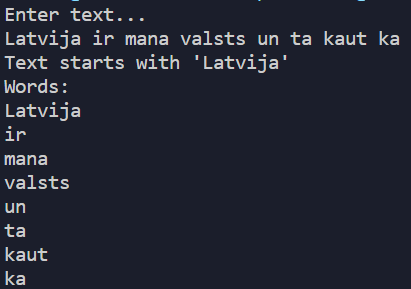 Enter text...
Latvija ir mana valsts un ta kaut ka
Text starts with 'Latvija'
Words:
Latvija
ir
mana
valsts
un
ta
kaut
ka